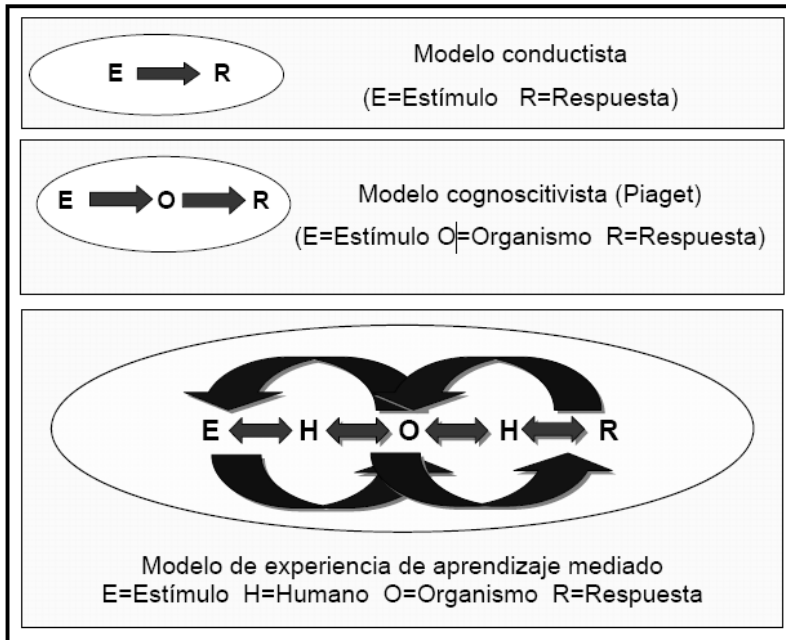 E R
Modelo conductista
(E=Estímulo R=Respuesta)
E O R
Modelo cognoscitivista (Piaget)
(E=Estímulo O=Organismo R=Respuesta)
E H O H R
Modelo de experiencia de aprendizaje mediado
E=Estímulo H=Humano O=Organismo R=Respuesta